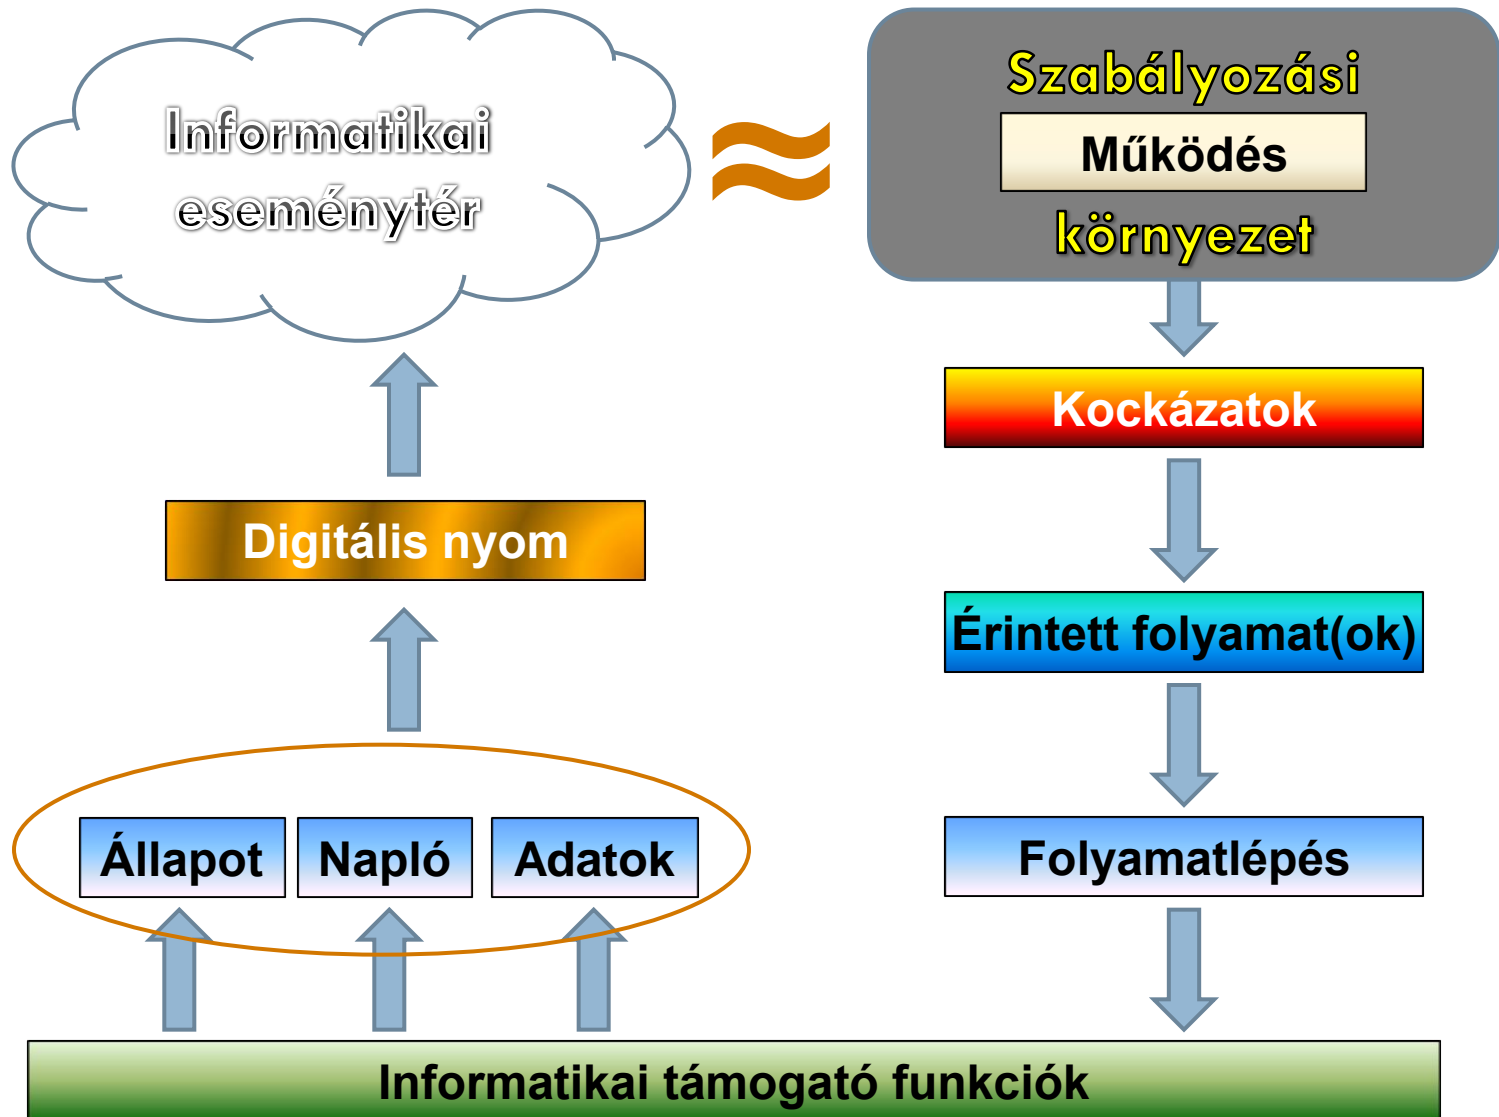 Informatikai
eseménytér
≈
Szabályozási
Működés
környezet
Kockázatok
Digitális nyom
Érintett folyamat(ok)
Állapot
Napló
Adatok
Folyamatlépés
Informatikai támogató funkciók